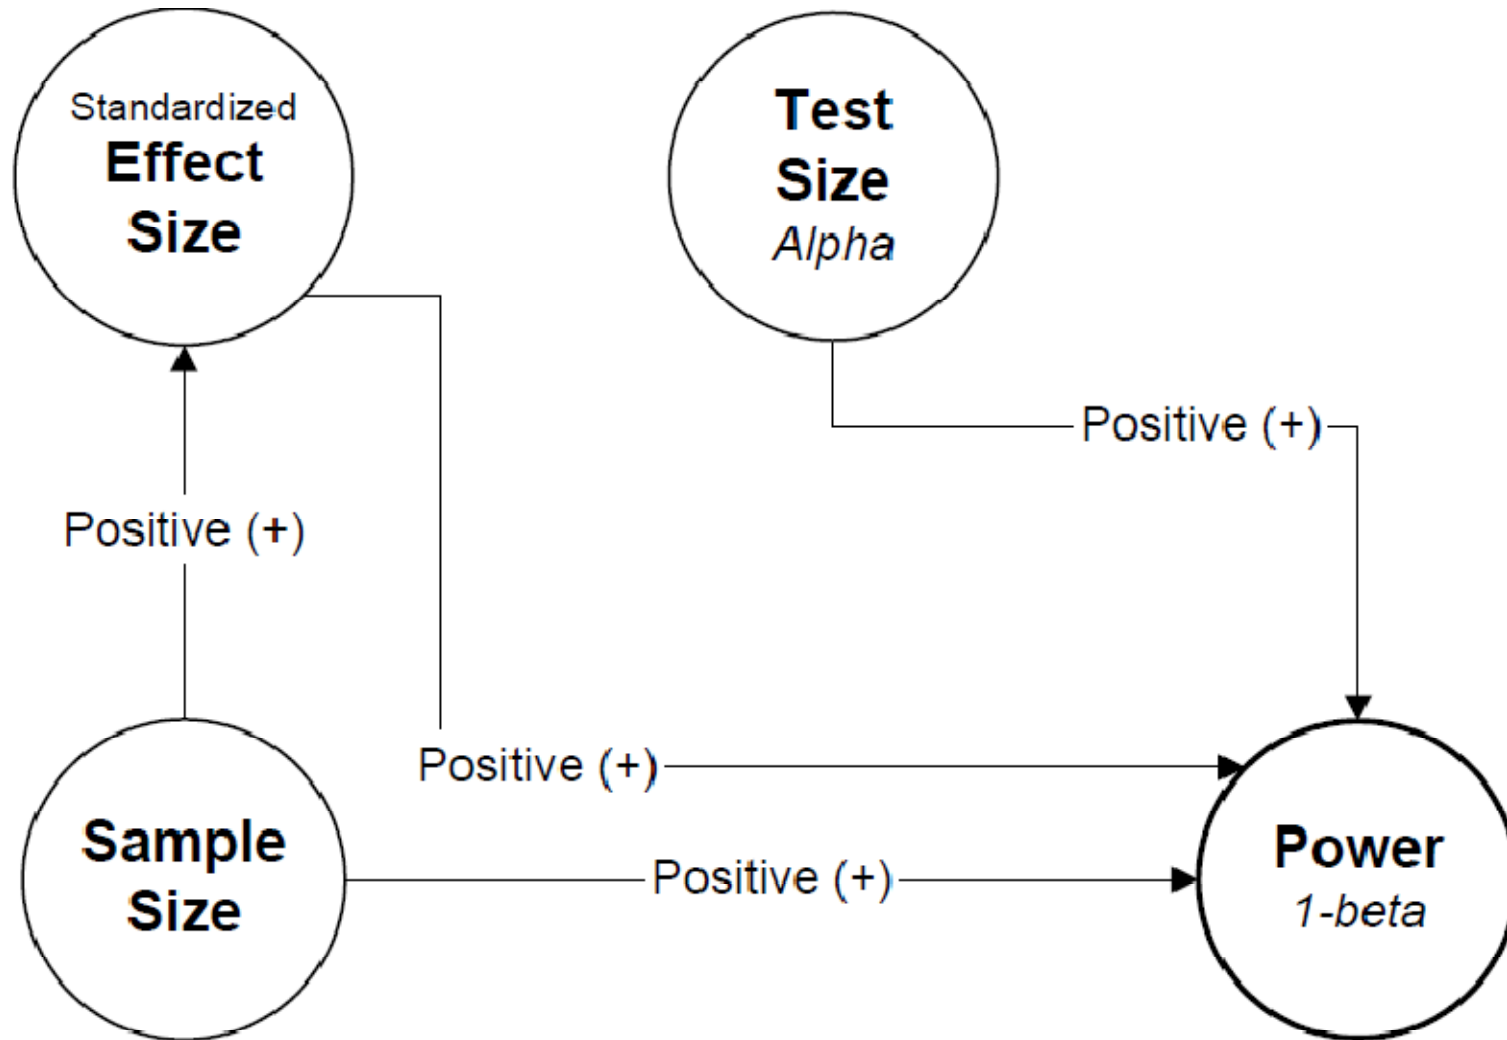 Standardized
Effect
Size
Test
Size
Alpha
Positive (+)
Positive (+)
Positive (+)
Sample
Size
Positive (+)
Power
1-beta